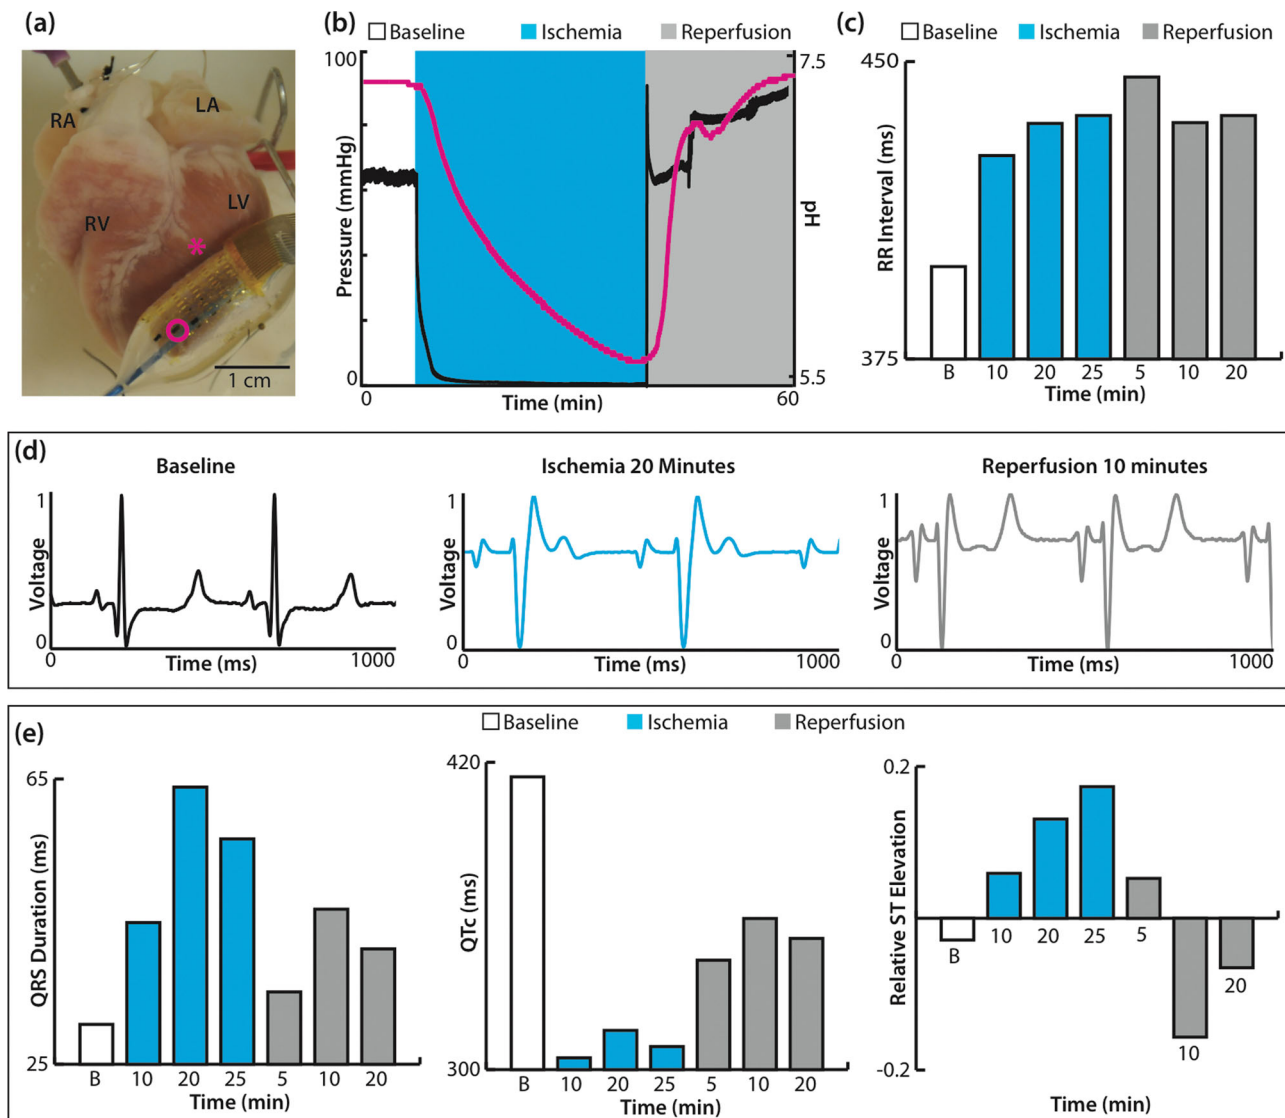 (a)
RA
LA
RV
LV
*
1 cm
(b)
Baseline Ischemia Reperfusion
100
Pressure (mmHg)
0
7.5
pH
5.5
0 Time (min) 60
(c)
Baseline Ischemia Reperfusion
450
RR Interval (ms)
375
B 10 20 25 5 10 20
Time (min)
(d)
Baseline
1
Voltage
0
0 Time (ms) 1000
Ischemia 20 Minutes
1
Voltage
0
0 Time (ms) 1000
Reperfusion 10 minutes
1
Voltage
0
0 Time (ms) 1000
(e)
Baseline Ischemia Reperfusion
65
QRS Duration (ms)
25
B 10 20 25 5 10 20
Time (min)
420
QTc (ms)
300
B 10 20 25 5 10 20
Time (min)
0.2
Relative ST Elevation
-0.2
B 10 20 25 5 10 20
Time (min)